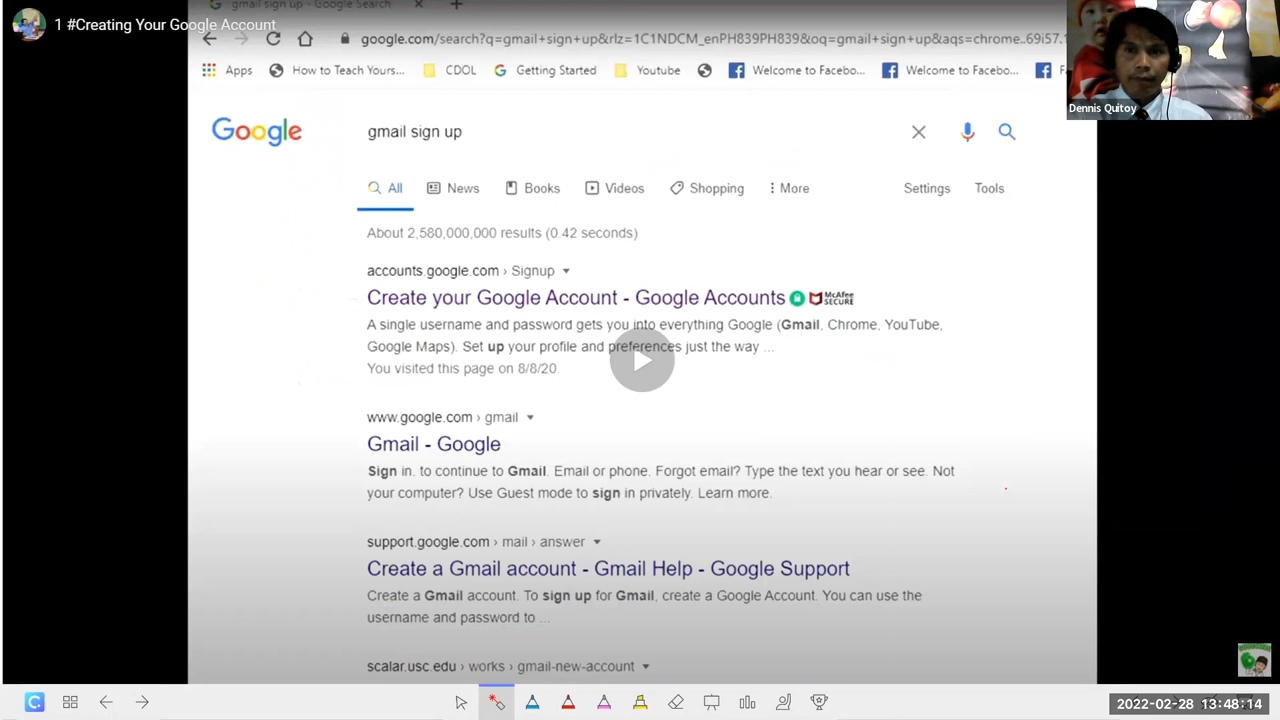 gmail sign up - Google Search
1 #Creating Your Google Account
google.com/search?q=gmail+sign+up&rlz=1C1NDCM_enPH839PH839&oq=gmail+sign+up&aqs=chrome..69i57.1
Apps How to Teach Yours... CDOL Getting Started Youtube Welcome to Facebo... Welcome to Facebo...
Dennis Quitoy
Google gmail sign up
All News Books Videos Shopping More Settings Tools
About 2,580,000,000 results (0.42 seconds)
accounts.google.com › Signup
Create your Google Account - Google Accounts McAfee SECURE
A single username and password gets you into everything Google (Gmail, Chrome, YouTube,
Google Maps). Set up your profile and preferences just the way ...
You visited this page on 8/8/20.
www.google.com › gmail
Gmail - Google
Sign in. to continue to Gmail. Email or phone. Forgot email? Type the text you hear or see. Not
your computer? Use Guest mode to sign in privately. Learn more.
support.google.com › mail › answer
Create a Gmail account - Gmail Help - Google Support
Create a Gmail account. To sign up for Gmail, create a Google Account. You can use the
username and password to ...
scalar.usc.edu › works › gmail-new-account
2022-02-28 13:48:14